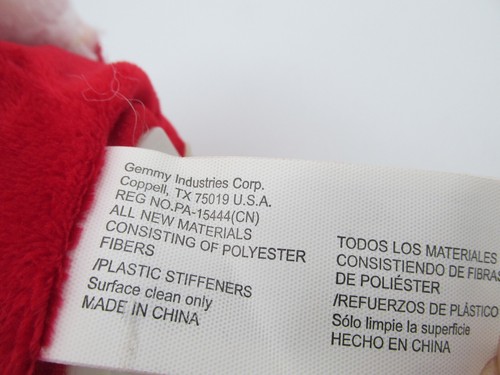 Gemmy Industries Corp.
Coppell, TX 75019 U.S.A.
REG NO.PA-15444(CN)
ALL NEW MATERIALS
CONSISTING OF POLYESTER
FIBERS
/PLASTIC STIFFENERS
Surface clean only
MADE IN CHINA
TODOS LOS MATERIALES
CONSISTIENDO DE FIBRAS
DE POLIÉSTER
/REFUERZOS DE PLÁSTICO
Sólo limpie la superficie
HECHO EN CHINA